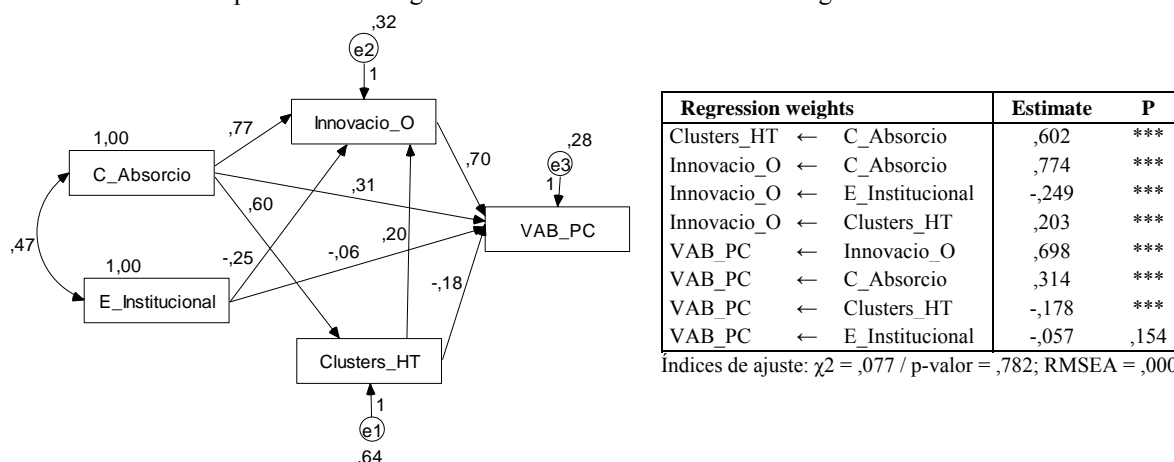 ,32
e2
1
Innovacio_O
,77
1,00
C_Absorcio
,70
,28
e3
1
,31
VAB_PC
,60
,47
1,00
E_Institucional
-,25
-,06
,20
-,18
Clusters_HT
1
e1
,64
Regression weights Estimate P
Clusters_HT ← C_Absorcio ,602 ***
Innovacio_O ← C_Absorcio ,774 ***
Innovacio_O ← E_Institucional -,249 ***
Innovacio_O ← Clusters_HT ,203 ***
VAB_PC ← Innovacio_O ,698 ***
VAB_PC ← C_Absorcio ,314 ***
VAB_PC ← Clusters_HT -,178 ***
VAB_PC ← E_Institucional -,057 ,154
Índices de ajuste: χ2 = ,077 / p-valor = ,782; RMSEA = ,000